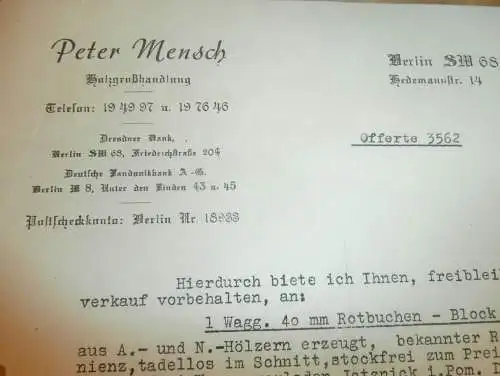 Peter Mensch
Holzgroßhandlung
Telefon: 19 49 97 u. 19 76 46
Dresdner Bank,
Berlin SW 68, Friedrichstraße 204
Deutsche Landvolkbank A.-G.
Berlin W 8, Unter den Linden 43 u. 45
Postscheckkonto: Berlin Nr. 18933
Berlin SW 68
Hedemannstr. 14
Offerte 3562
Hierdurch biete ich Ihnen, freiblei
verkauf vorbehalten, an:
1 Wagg. 40 mm Rotbuchen - Block
aus A.- und N.-Hölzern erzeugt, bekannter
nienz, tadellos im Schnitt, stockfrei zum Prei
Jatznick i. Pom.